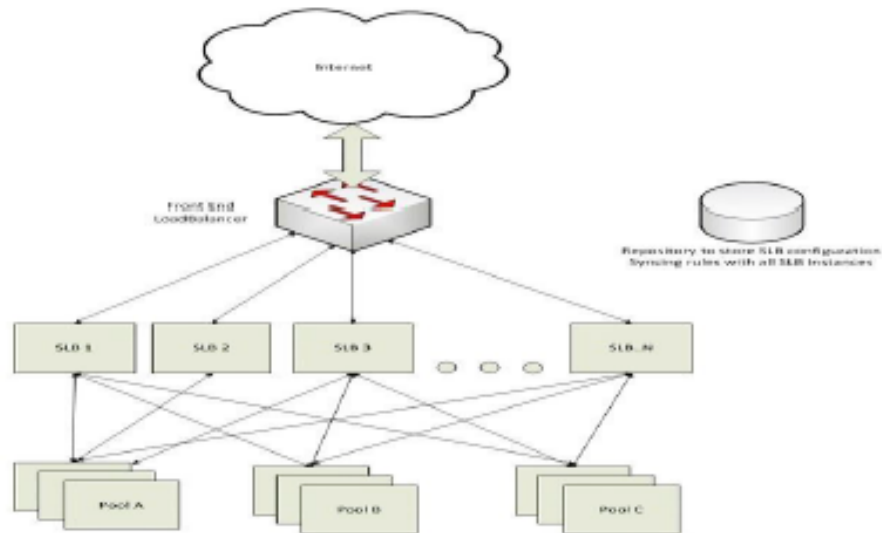 Internet
Front End
LoadBalancer
Repository to store SLB configuration
Syncing rules with all SLB Instances
SLB 1
SLB 2
SLB 3
SLB..N
Pool A
Pool B
Pool C